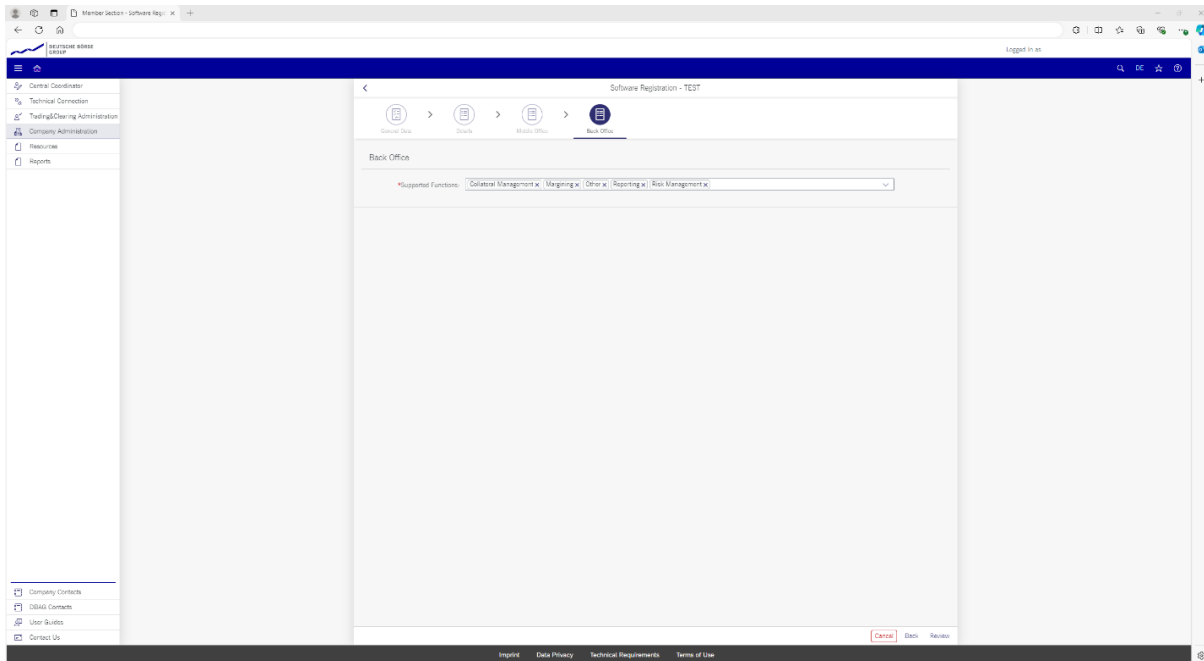 Member Section - Software Regi
DEUTSCHE BÖRSE
GROUP
Logged in as
DE
Central Coordinator
Technical Connection
Trading&Clearing Administration
Company Administration
Resources
Reports
Software Registration - TEST
General Data
Details
Middle Office
Back Office
Back Office
*Supported Functions: Collateral Management x Margining x Other x Reporting x Risk Management x
Company Contacts
DBAG Contacts
User Guides
Contact Us
Cancel Back Review
Imprint Data Privacy Technical Requirements Terms of Use